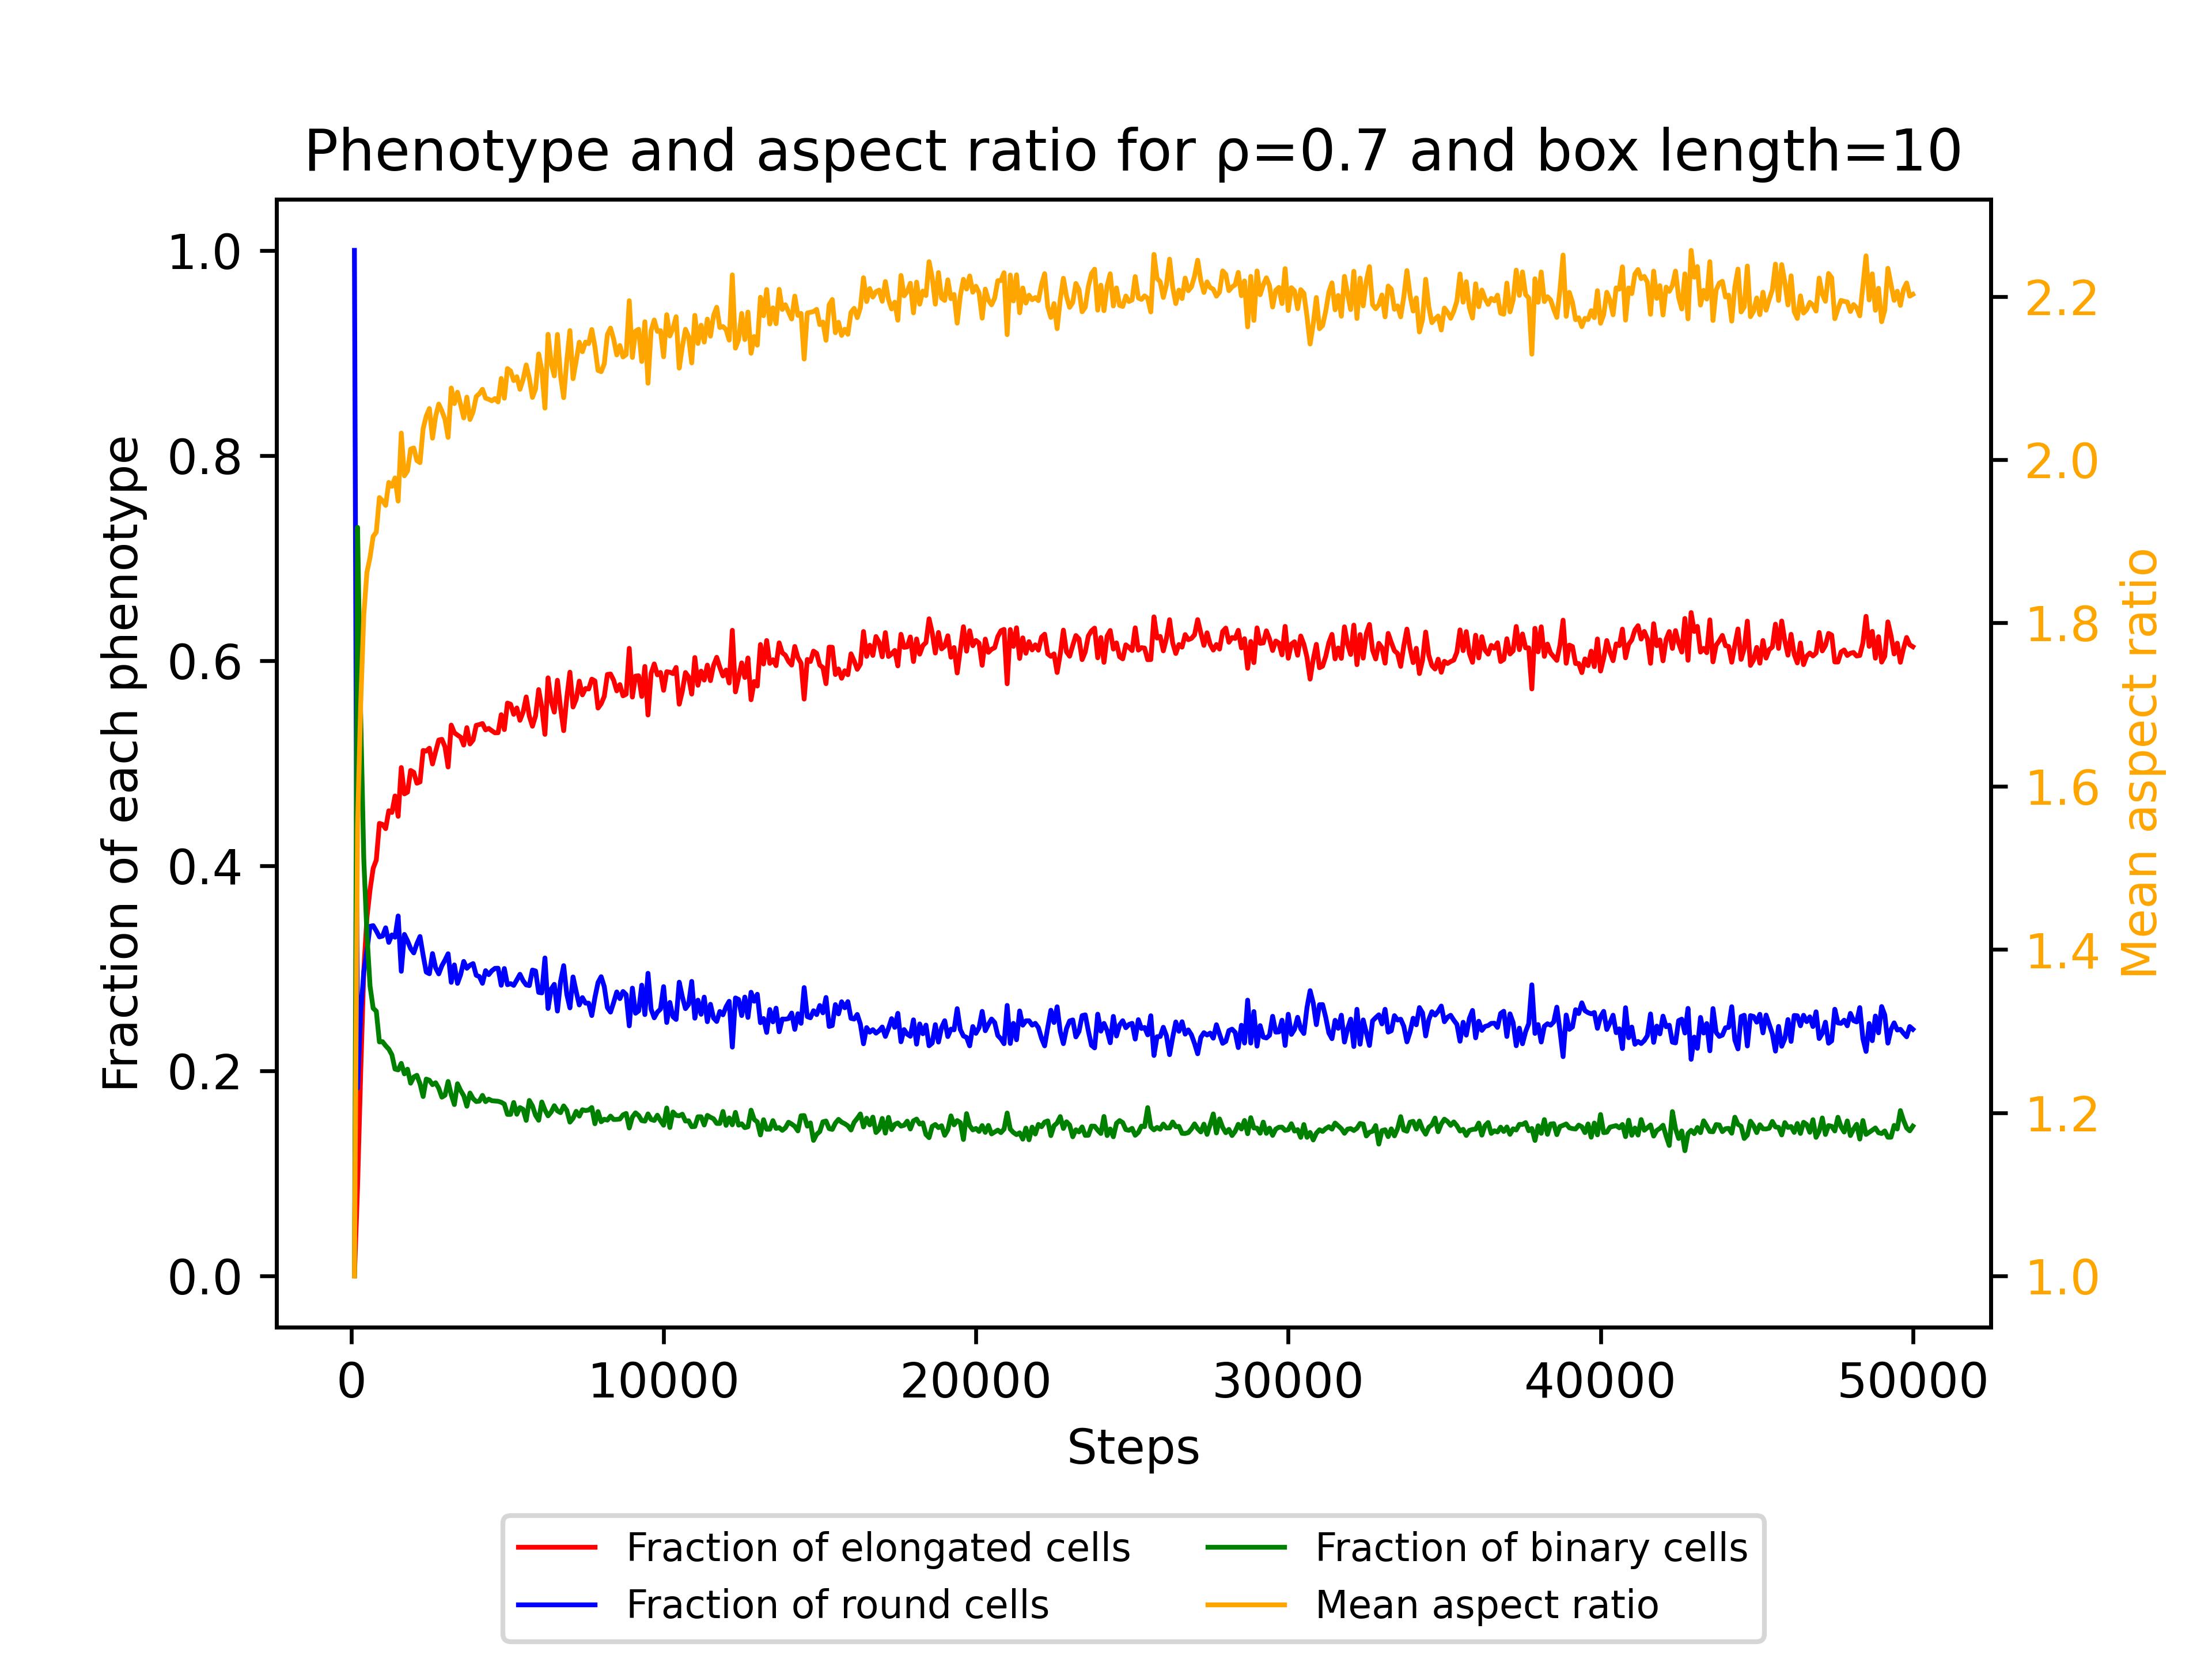 Phenotype and aspect ratio for ρ=0.7 and box length=10
Fraction of each phenotype
1.0
0.8
0.6
0.4
0.2
0.0
2.2
2.0
1.8
1.6
1.4
1.2
1.0
Mean aspect ratio
0 10000 20000 30000 40000 50000
Steps
Fraction of elongated cells
Fraction of round cells
Fraction of binary cells
Mean aspect ratio